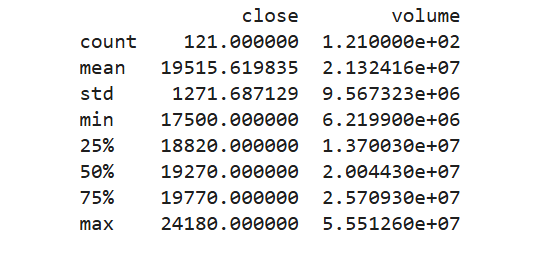 close volume
count 121.000000 1.210000e+02
mean 19515.619835 2.132416e+07
std 1271.687129 9.567323e+06
min 17500.000000 6.219900e+06
25% 18820.000000 1.370030e+07
50% 19270.000000 2.004430e+07
75% 19770.000000 2.570930e+07
max 24180.000000 5.551260e+07